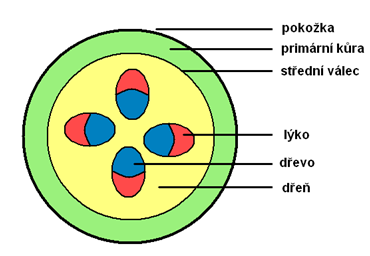 pokožka
primární kůra
střední válec
lýko
dřevo
dřeň